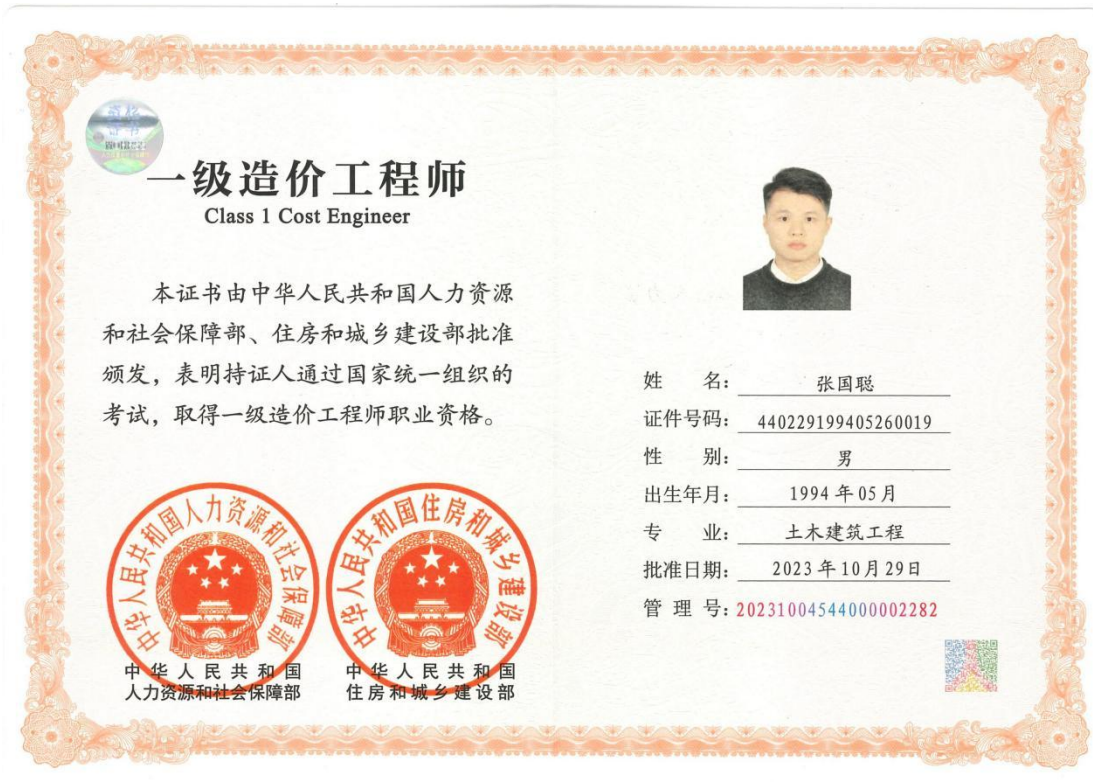 一级造价工程师
Class 1 Cost Engineer
本证书由中华人民共和国人力资源
和社会保障部、住房和城乡建设部批准
颁发，表明持证人通过国家统一组织的
考试，取得一级造价工程师职业资格。
中华人民共和国人力资源和社会保障部
中华人民共和国住房和城乡建设部
中华人民共和国
人力资源和社会保障部
中华人民共和国
住房和城乡建设部
姓 名： 张国聪
证件号码： 440229199405260019
性 别： 男
出生年月： 1994年05月
专 业： 土木建筑工程
批准日期： 2023年10月29日
管 理 号： 20231004544000002282